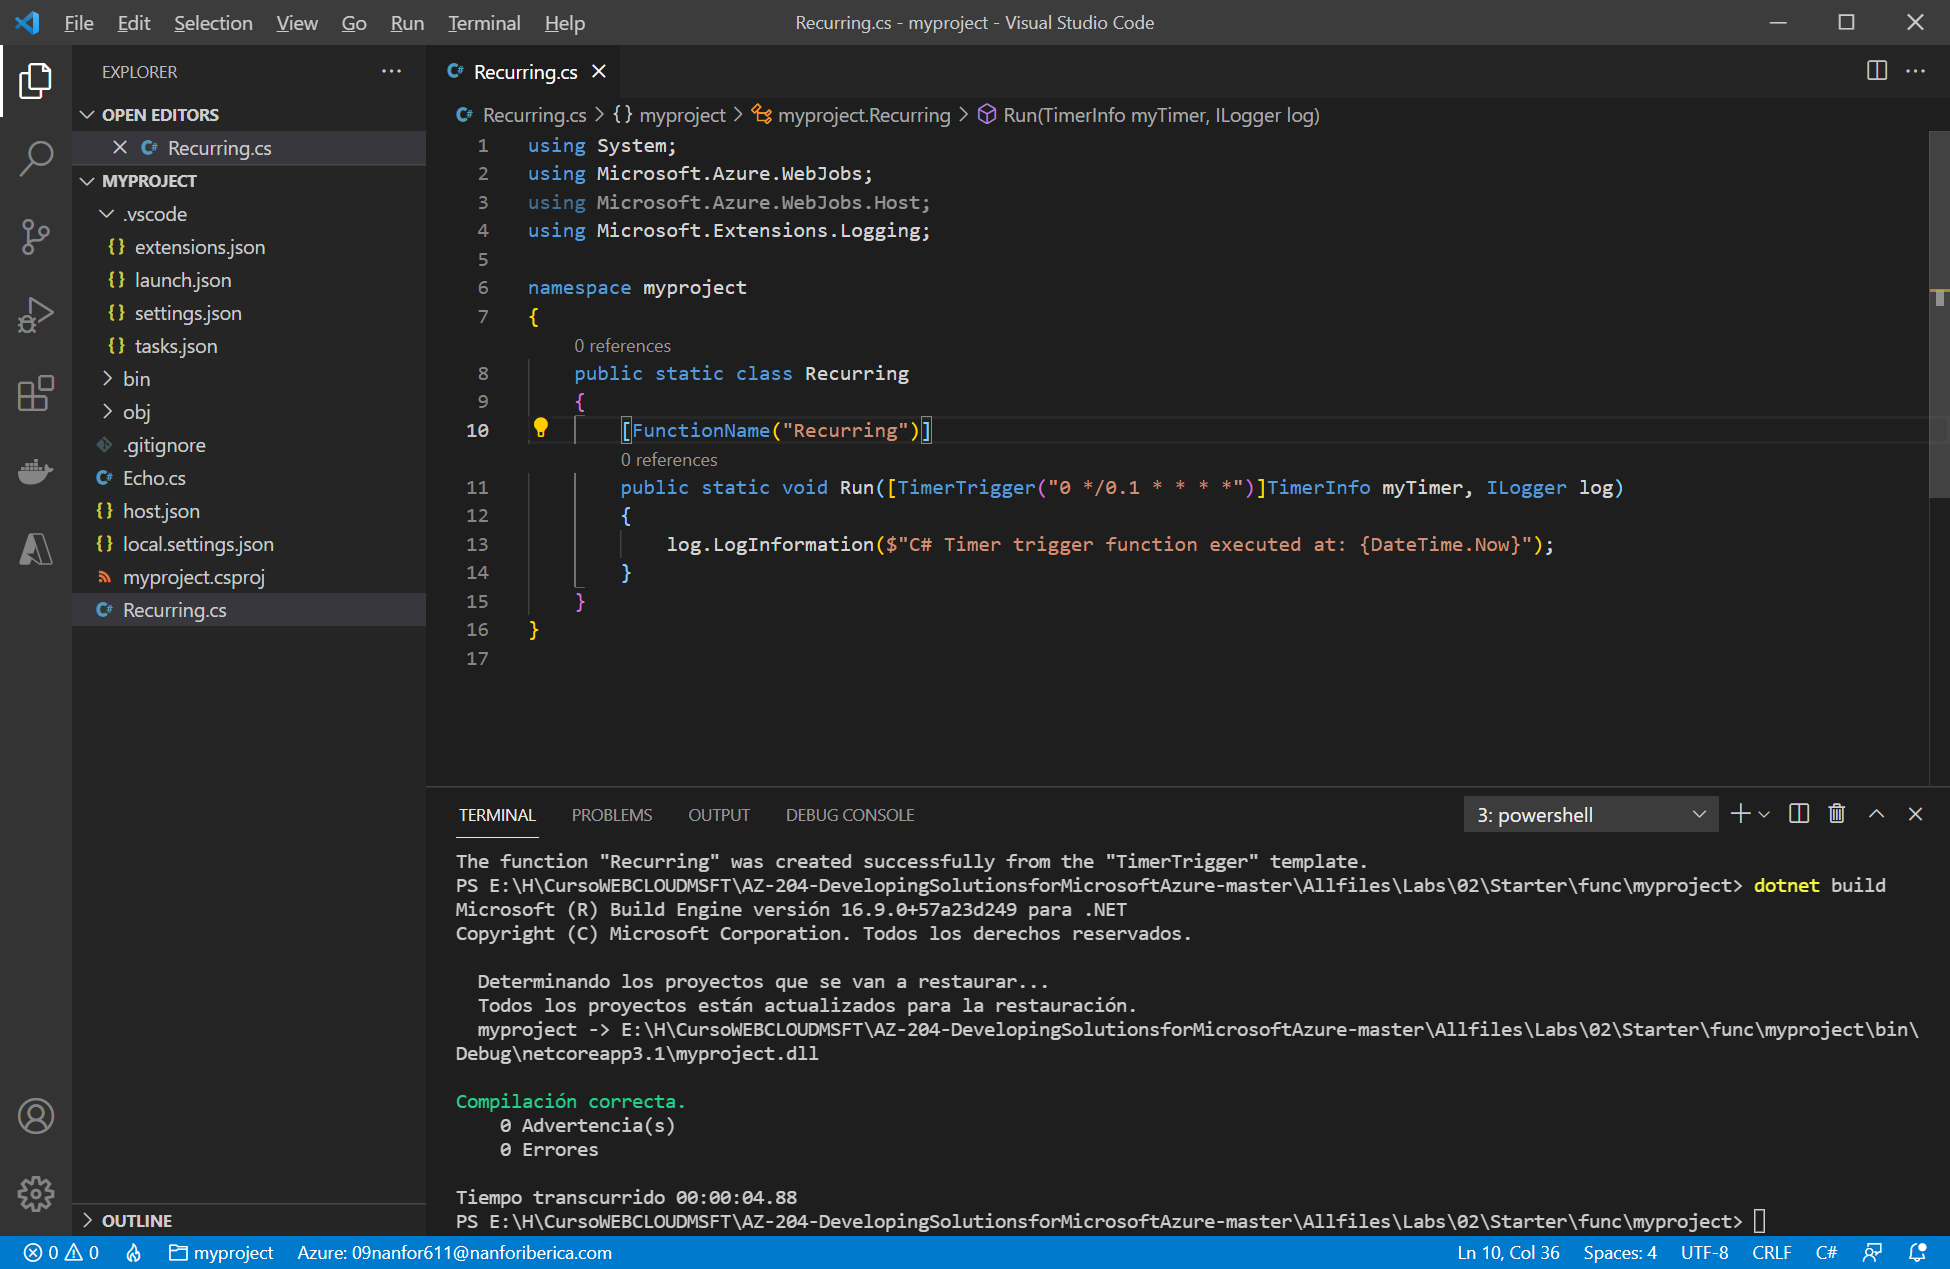 File Edit Selection View Go Run Terminal Help
Recurring.cs - myproject - Visual Studio Code
EXPLORER
OPEN EDITORS
Recurring.cs
MYPROJECT
.vscode
extensions.json
launch.json
settings.json
tasks.json
bin
obj
.gitignore
Echo.cs
host.json
local.settings.json
myproject.csproj
Recurring.cs
OUTLINE
Recurring.cs
Recurring.cs > {} myproject > myproject.Recurring > Run(TimerInfo myTimer, ILogger log)
1 using System;
2 using Microsoft.Azure.WebJobs;
3 using Microsoft.Azure.WebJobs.Host;
4 using Microsoft.Extensions.Logging;
5
6 namespace myproject
7 {
0 references
8 public static class Recurring
9 {
10 [FunctionName("Recurring")]
0 references
11 public static void Run([TimerTrigger("0 */0.1 * * * *")]TimerInfo myTimer, ILogger log)
12 {
13 log.LogInformation($"C# Timer trigger function executed at: {DateTime.Now}");
14 }
15 }
16 }
17
TERMINAL PROBLEMS OUTPUT DEBUG CONSOLE
3: powershell
The function "Recurring" was created successfully from the "TimerTrigger" template.
PS E:\H\CursoWEBCLOUDMSFT\AZ-204-DevelopingSolutionsforMicrosoftAzure-master\Allfiles\Labs\02\Starter\func\myproject> dotnet build
Microsoft (R) Build Engine versión 16.9.0+57a23d249 para .NET
Copyright (C) Microsoft Corporation. Todos los derechos reservados.
Determinando los proyectos que se van a restaurar...
Todos los proyectos están actualizados para la restauración.
myproject -> E:\H\CursoWEBCLOUDMSFT\AZ-204-DevelopingSolutionsforMicrosoftAzure-master\Allfiles\Labs\02\Starter\func\myproject\bin\
Debug\netcoreapp3.1\myproject.dll
Compilación correcta.
0 Advertencia(s)
0 Errores
Tiempo transcurrido 00:00:04.88
PS E:\H\CursoWEBCLOUDMSFT\AZ-204-DevelopingSolutionsforMicrosoftAzure-master\Allfiles\Labs\02\Starter\func\myproject>
0 0 myproject Azure: 09nanfor611@nanforiberica.com Ln 10, Col 36 Spaces: 4 UTF-8 CRLF C#